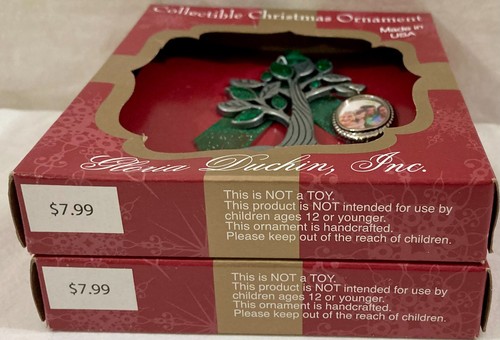 Collectible Christmas Ornament
Made in
USA
Gloria Duchin, Inc.
$7.99
This is NOT a TOY.
This product is NOT intended for use by
children ages 12 or younger.
This ornament is handcrafted.
Please keep out of the reach of children.
$7.99
This is NOT a TOY.
This product is NOT intended for use by
children ages 12 or younger.
This ornament is handcrafted.
Please keep out of the reach of children.